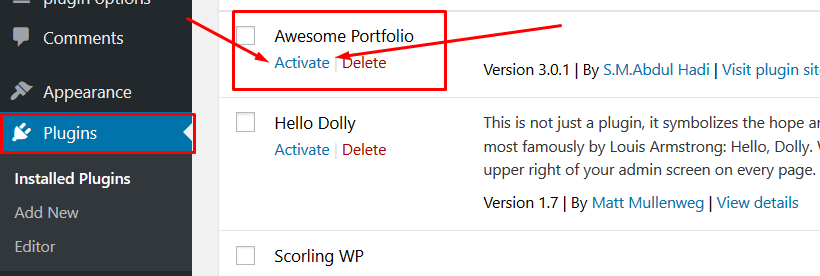 plugin options
Comments
Appearance
Plugins
Installed Plugins
Add New
Editor
Awesome Portfolio
Activate | Delete
Version 3.0.1 | By S.M.Abdul Hadi | Visit plugin sit
Hello Dolly
Activate | Delete
This is not just a plugin, it symbolizes the hope an
most famously by Louis Armstrong: Hello, Dolly. W
upper right of your admin screen on every page.
Version 1.7 | By Matt Mullenweg | View details
Scorling WP